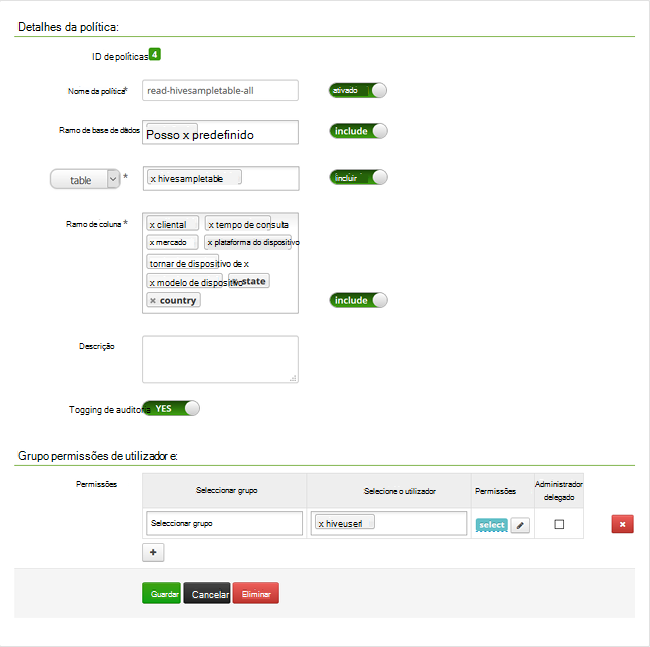 Detalhes da política:
ID de políticas 4
Nome da política* read-hivesampletable-all ativado
Ramo de base de dados Posso x predefinido include
table * x hivesampletable incluir
Ramo de coluna * x cliental x tempo de consulta
x mercado x plataforma do dispositivo
tornar de dispositivo de x
x modelo de dispositivo x state
x country include
Descrição
Togging de auditoria YES
Grupo permissões de utilizador e:
Permissões Seleccionar grupo Selecione o utilizador Permissões Administrador
delegado
Seleccionar grupo x hiveuserl select x
+
Guardar Cancelar Eliminar